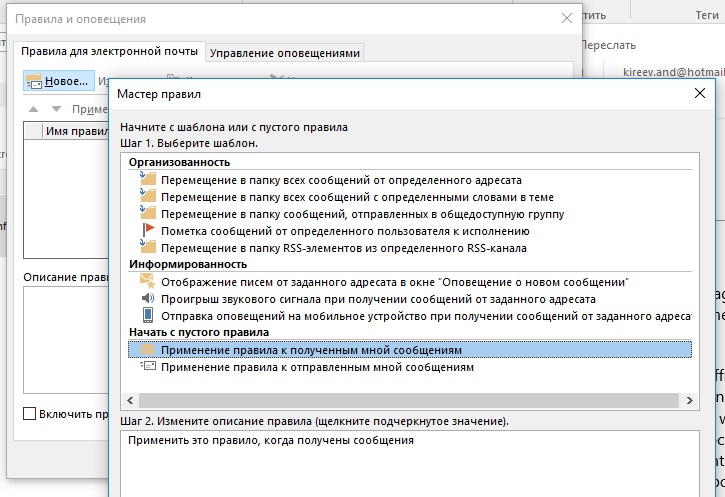 Правила и оповещения
Теги
Правила для электронной почты Управление оповещениями
Переслать
Новое...
kireev.and@hotmail
Мастер правил
Имя правил
Начните с шаблона или с пустого правила
Шаг 1. Выберите шаблон.
Организованность
Перемещение в папку всех сообщений от определенного адресата
Перемещение в папку всех сообщений с определенными словами в теме
Перемещение в папку сообщений, отправленных в общедоступную группу
Пометка сообщений от определенного пользователя к исполнению
Перемещение в папку RSS-элементов из определенного RSS-канала
Информированность
Отображение писем от заданного адресата в окне "Оповещение о новом сообщении"
Проигрыш звукового сигнала при получении сообщений от заданного адресата
Отправка оповещений на мобильное устройство при получении сообщений от заданного адреса
Описание прави
Начать с пустого правила
Применение правила к полученным мной сообщениям
Применение правила к отправленным мной сообщениям
Включить пр
Шаг 2. Измените описание правила (щелкните подчеркнутое значение).
Применить это правило, когда получены сообщения